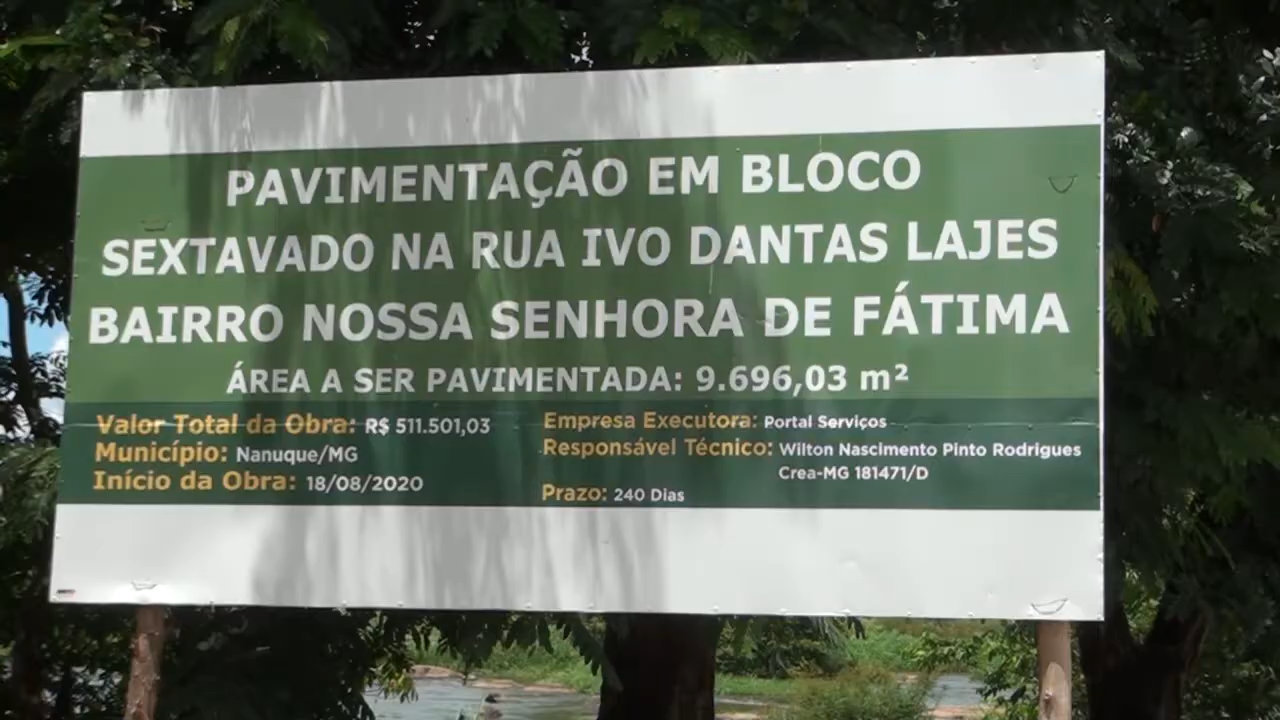 PAVIMENTAÇÃO EM BLOCO
SEXTAVADO NA RUA IVO DANTAS LAJES
BAIRRO NOSSA SENHORA DE FÁTIMA
ÁREA A SER PAVIMENTADA: 9.696,03 m²
Valor Total da Obra: R$ 511.501,03
Município: Nanuque/MG
Início da Obra: 18/08/2020
Empresa Executora: Portal Serviços
Responsável Técnico: Wilton Nascimento Pinto Rodrigues
Crea-MG 181471/D
Prazo: 240 Dias